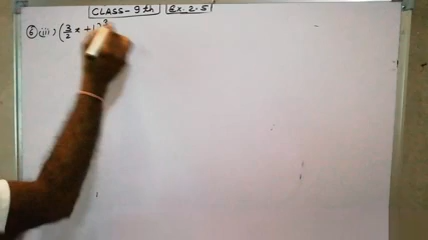 CLASS- 9th Ex. 2.5
⑥(iii) (3/2 x + 1)³